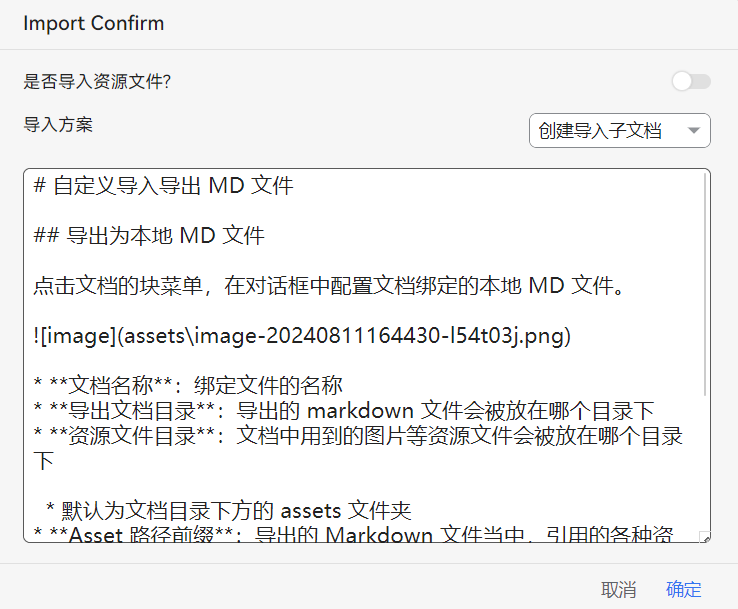 Import Confirm
是否导入资源文件?
导入方案
创建导入子文档
# 自定义导入导出 MD 文件
## 导出为本地 MD 文件
点击文档的块菜单，在对话框中配置文档绑定的本地 MD 文件。
![image](assets\image-20240811164430-l54t03j.png)
* **文档名称**：绑定文件的名称
* **导出文档目录**：导出的 markdown 文件会被放在哪个目录下
* **资源文件目录**：文档中用到的图片等资源文件会被放在哪个目录
下
* 默认为文档目录下方的 assets 文件夹
* **Asset 路径前缀**：导出的 Markdown 文件当中，引用的各种资
取消
确定